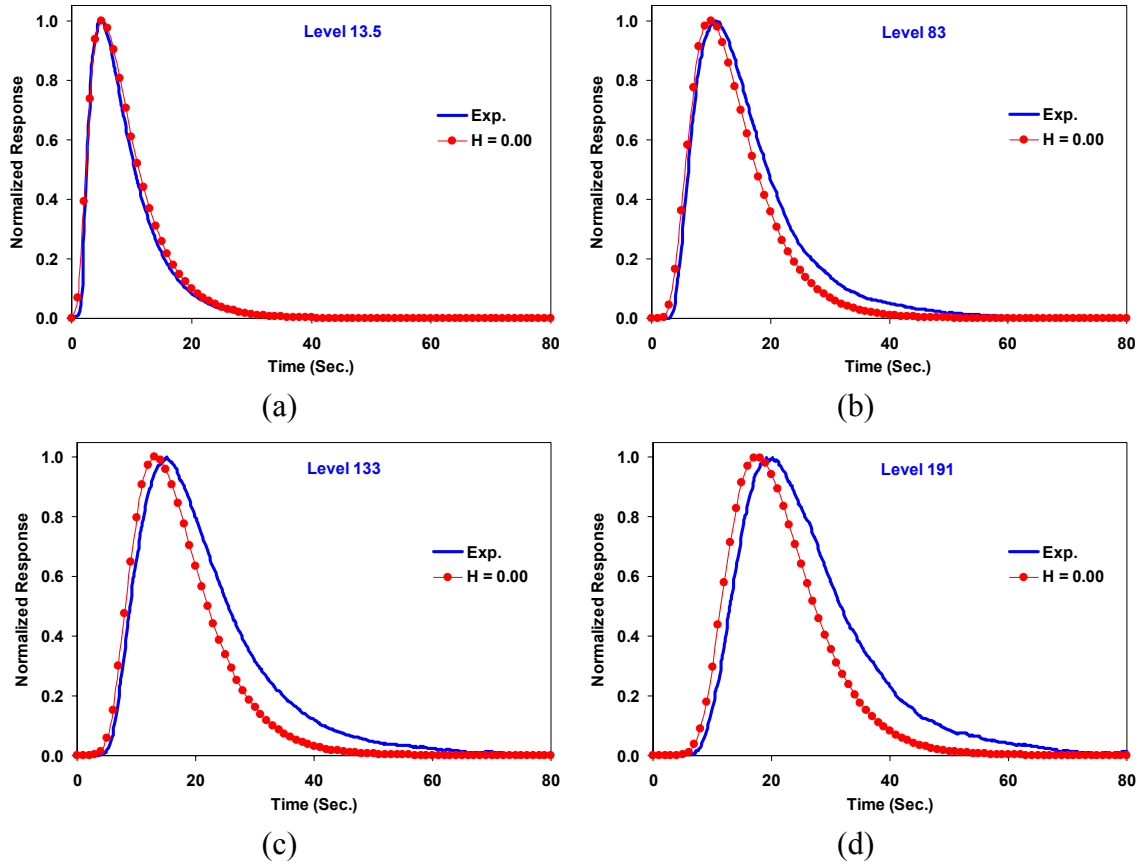 Level 13.5
Normalized Response
1.0
0.8
0.6
0.4
0.2
0.0
Exp.
H = 0.00
0 20 40 60 80
Time (Sec.)
(a)
Level 83
Normalized Response
1.0
0.8
0.6
0.4
0.2
0.0
Exp.
H = 0.00
0 20 40 60 80
Time (Sec.)
(b)
Level 133
Normalized Response
1.0
0.8
0.6
0.4
0.2
0.0
Exp.
H = 0.00
0 20 40 60 80
Time (Sec.)
(c)
Level 191
Normalized Response
1.0
0.8
0.6
0.4
0.2
0.0
Exp.
H = 0.00
0 20 40 60 80
Time (Sec.)
(d)